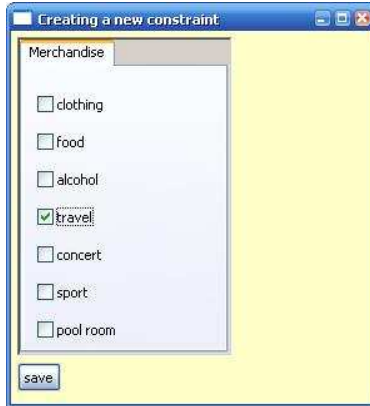 Creating a new constraint
Merchandise
clothing
food
alcohol
travel
concert
sport
pool room
save